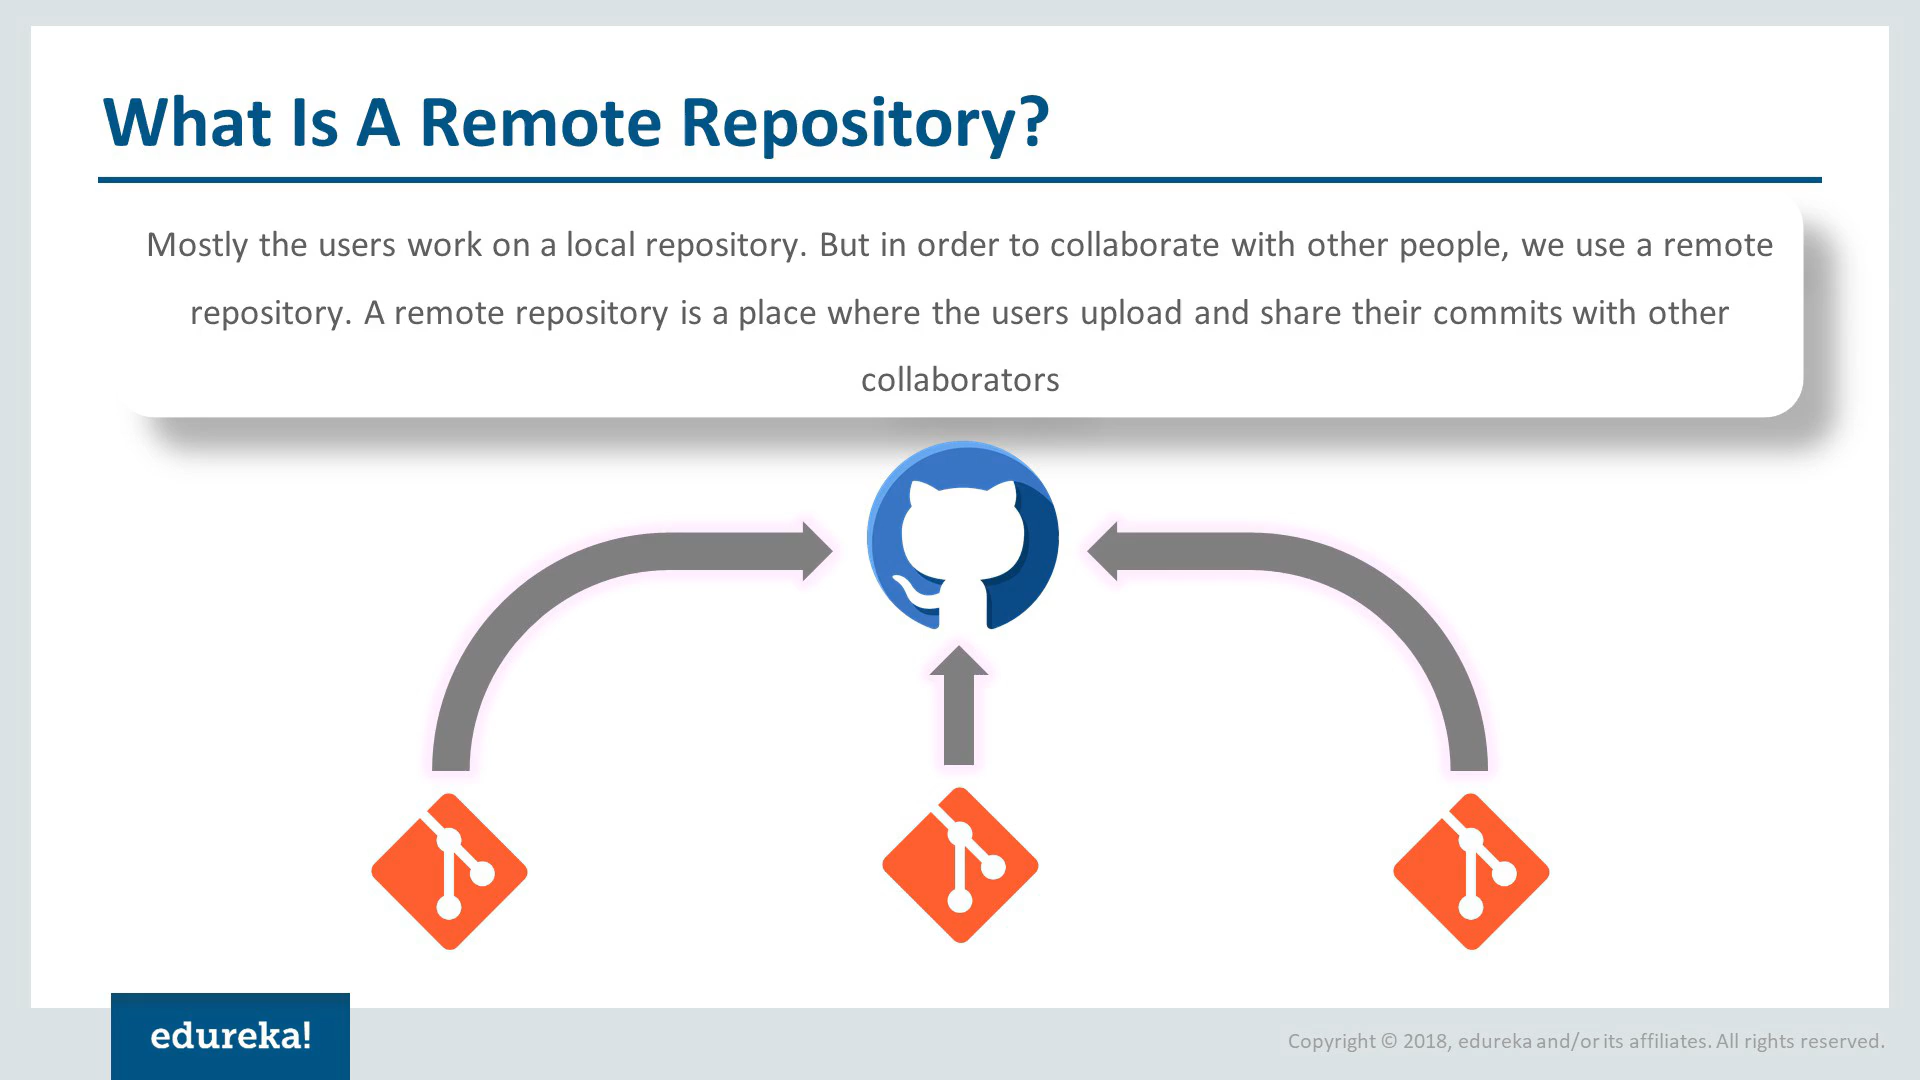 What Is A Remote Repository?
Mostly the users work on a local repository. But in order to collaborate with other people, we use a remote
repository. A remote repository is a place where the users upload and share their commits with other
collaborators
edureka!
Copyright © 2018, edureka and/or its affiliates. All rights reserved.